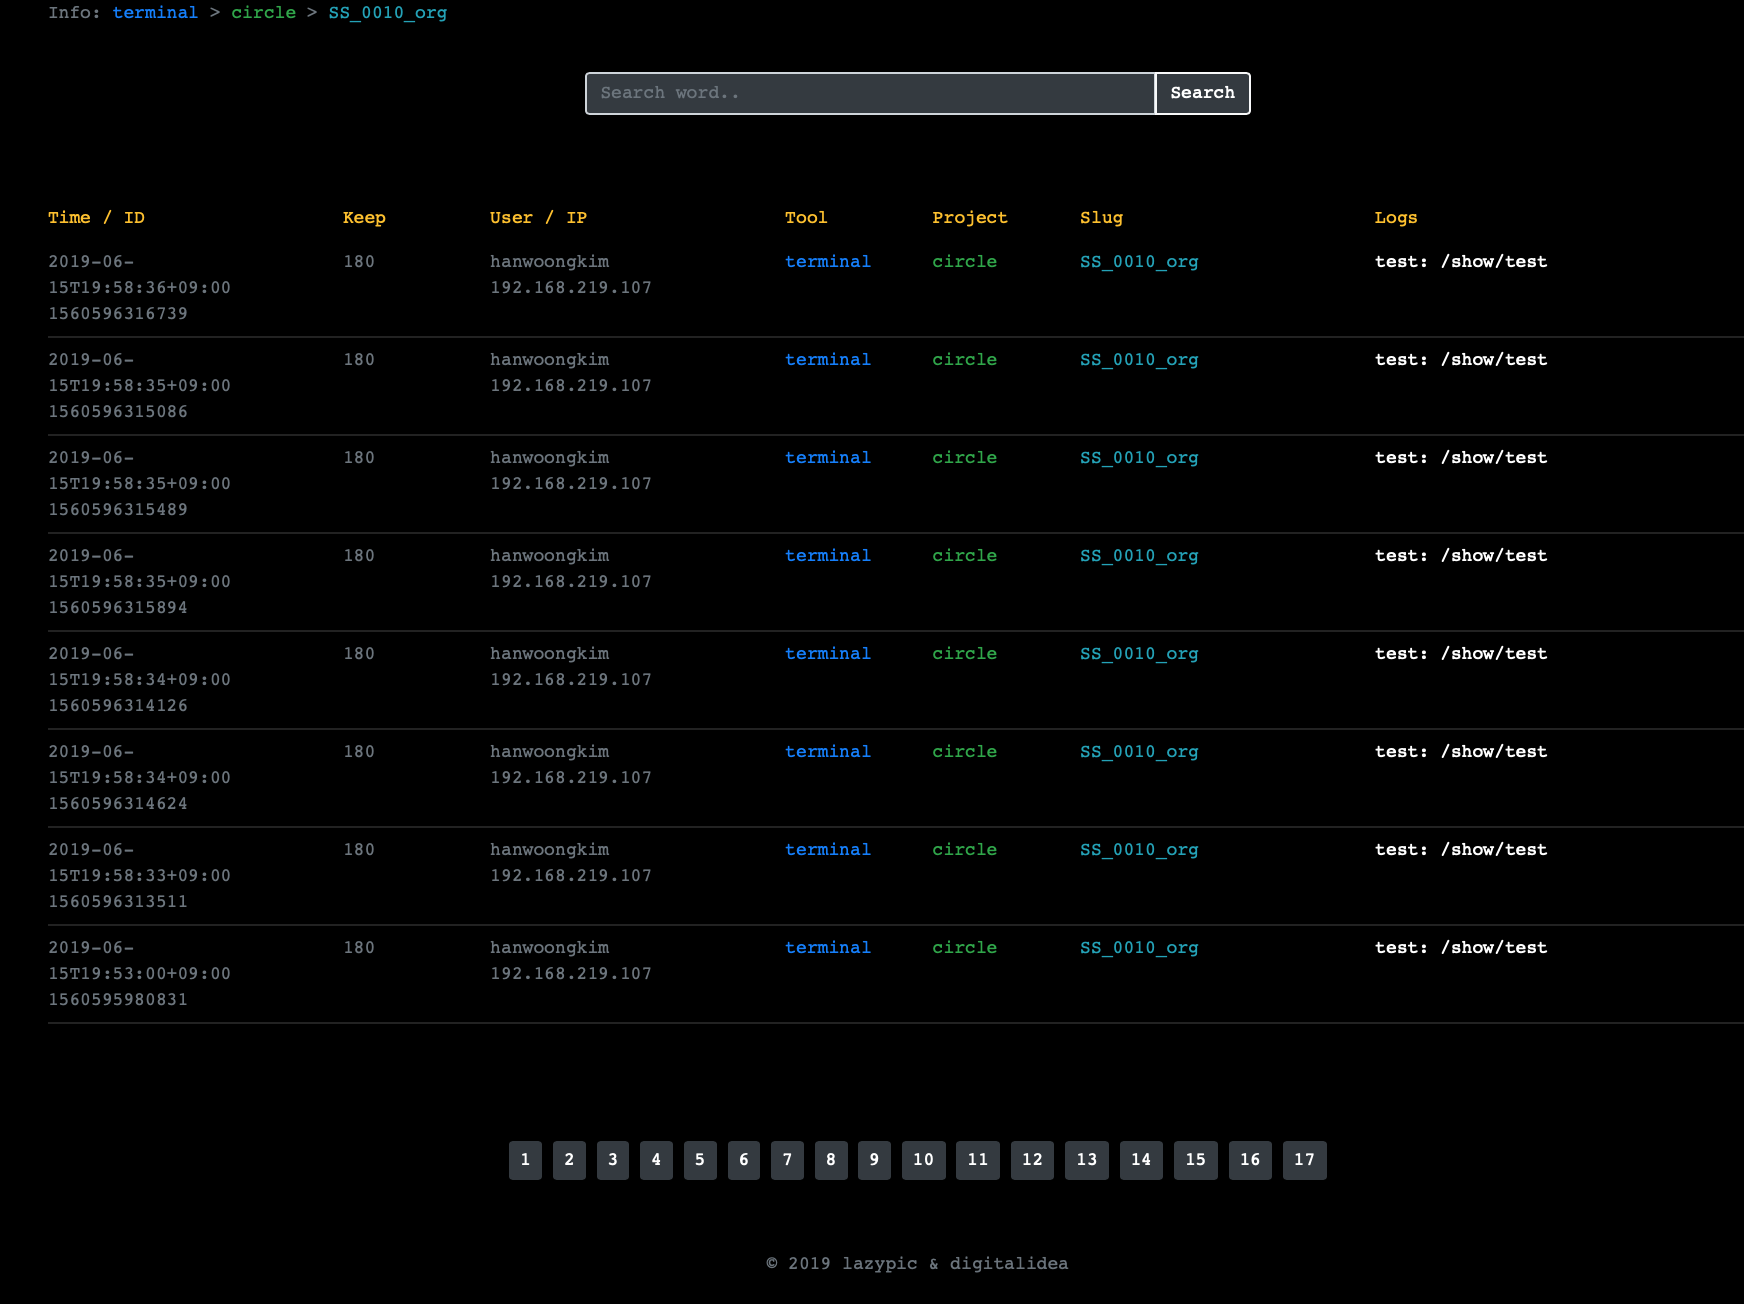 Info: terminal > circle > SS_0010_org
Search word.. Search
Time / ID Keep User / IP Tool Project Slug Logs
2019-06- 180 hanwoongkim terminal circle SS_0010_org test: /show/test
15T19:58:36+09:00 192.168.219.107
1560596316739
2019-06- 180 hanwoongkim terminal circle SS_0010_org test: /show/test
15T19:58:35+09:00 192.168.219.107
1560596315086
2019-06- 180 hanwoongkim terminal circle SS_0010_org test: /show/test
15T19:58:35+09:00 192.168.219.107
1560596315489
2019-06- 180 hanwoongkim terminal circle SS_0010_org test: /show/test
15T19:58:35+09:00 192.168.219.107
1560596315894
2019-06- 180 hanwoongkim terminal circle SS_0010_org test: /show/test
15T19:58:34+09:00 192.168.219.107
1560596314126
2019-06- 180 hanwoongkim terminal circle SS_0010_org test: /show/test
15T19:58:34+09:00 192.168.219.107
1560596314624
2019-06- 180 hanwoongkim terminal circle SS_0010_org test: /show/test
15T19:58:33+09:00 192.168.219.107
1560596313511
2019-06- 180 hanwoongkim terminal circle SS_0010_org test: /show/test
15T19:53:00+09:00 192.168.219.107
1560595980831
1 2 3 4 5 6 7 8 9 10 11 12 13 14 15 16 17
© 2019 lazypic & digitalidea